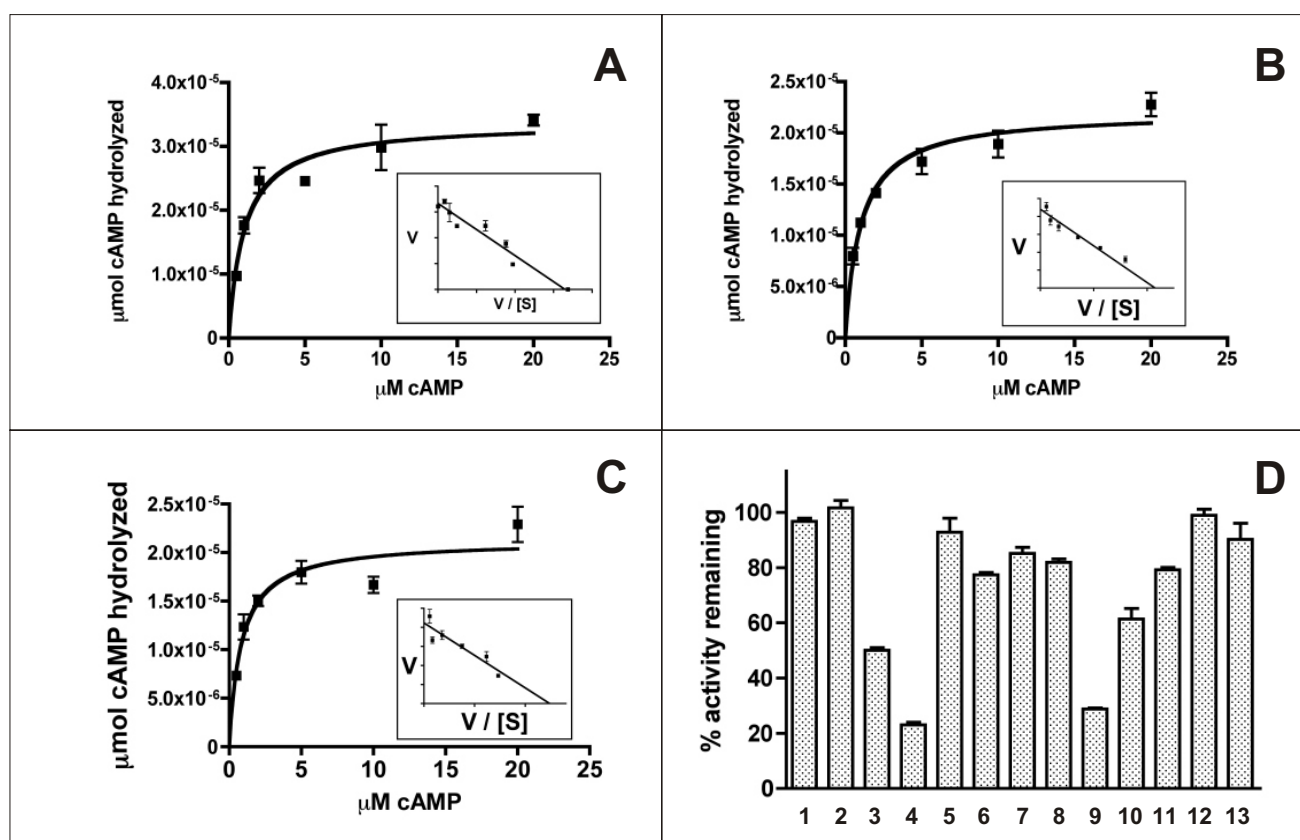 A
4.0x10-5
3.0x10-5
2.0x10-5
1.0x10-5
0
μmol cAMP hydrolyzed
0 5 10 15 20 25
μM cAMP
V
V / [S]
B
2.5x10-5
2.0x10-5
1.5x10-5
1.0x10-5
5.0x10-6
0
μmol cAMP hydrolyzed
0 5 10 15 20 25
μM cAMP
V
V / [S]
C
2.5x10-5
2.0x10-5
1.5x10-5
1.0x10-5
5.0x10-6
0
μmol cAMP hydrolyzed
0 5 10 15 20 25
μM cAMP
V
V / [S]
D
100
80
60
40
20
0
% activity remaining
1 2 3 4 5 6 7 8 9 10 11 12 13